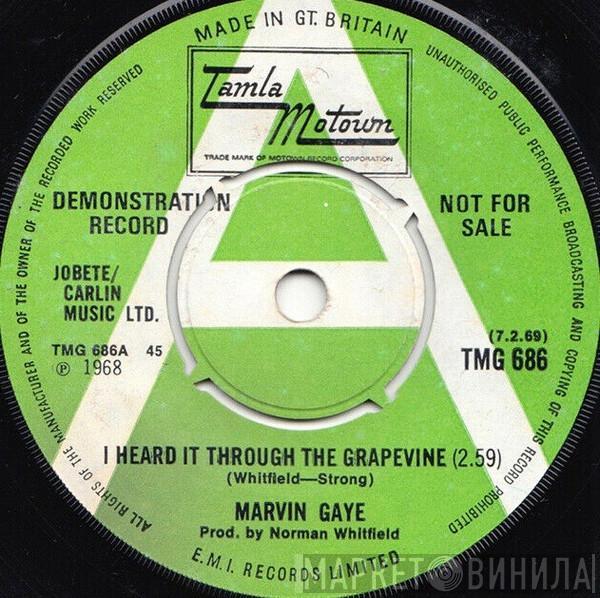 MADE IN GT. BRITAIN
Tamla
Motown
TRADE MARK OF MOTOWN RECORD CORPORATION
DEMONSTRATION
RECORD
NOT FOR
SALE
JOBETE/
CARLIN
MUSIC LTD.
TMG 686A 45
℗ 1968
(7.2.69)
TMG 686
I HEARD IT THROUGH THE GRAPEVINE (2.59)
(Whitfield—Strong)
MARVIN GAYE
Prod. by Norman Whitfield
E.M.I. RECORDS LIMITED
ALL RIGHTS OF THE MANUFACTURER AND OF THE OWNER OF THE RECORDED WORK RESERVED
UNAUTHORISED PUBLIC PERFORMANCE BROADCASTING AND COPYING OF THIS RECORD PROHIBITED
МАРКЕТ ВИНИЛА